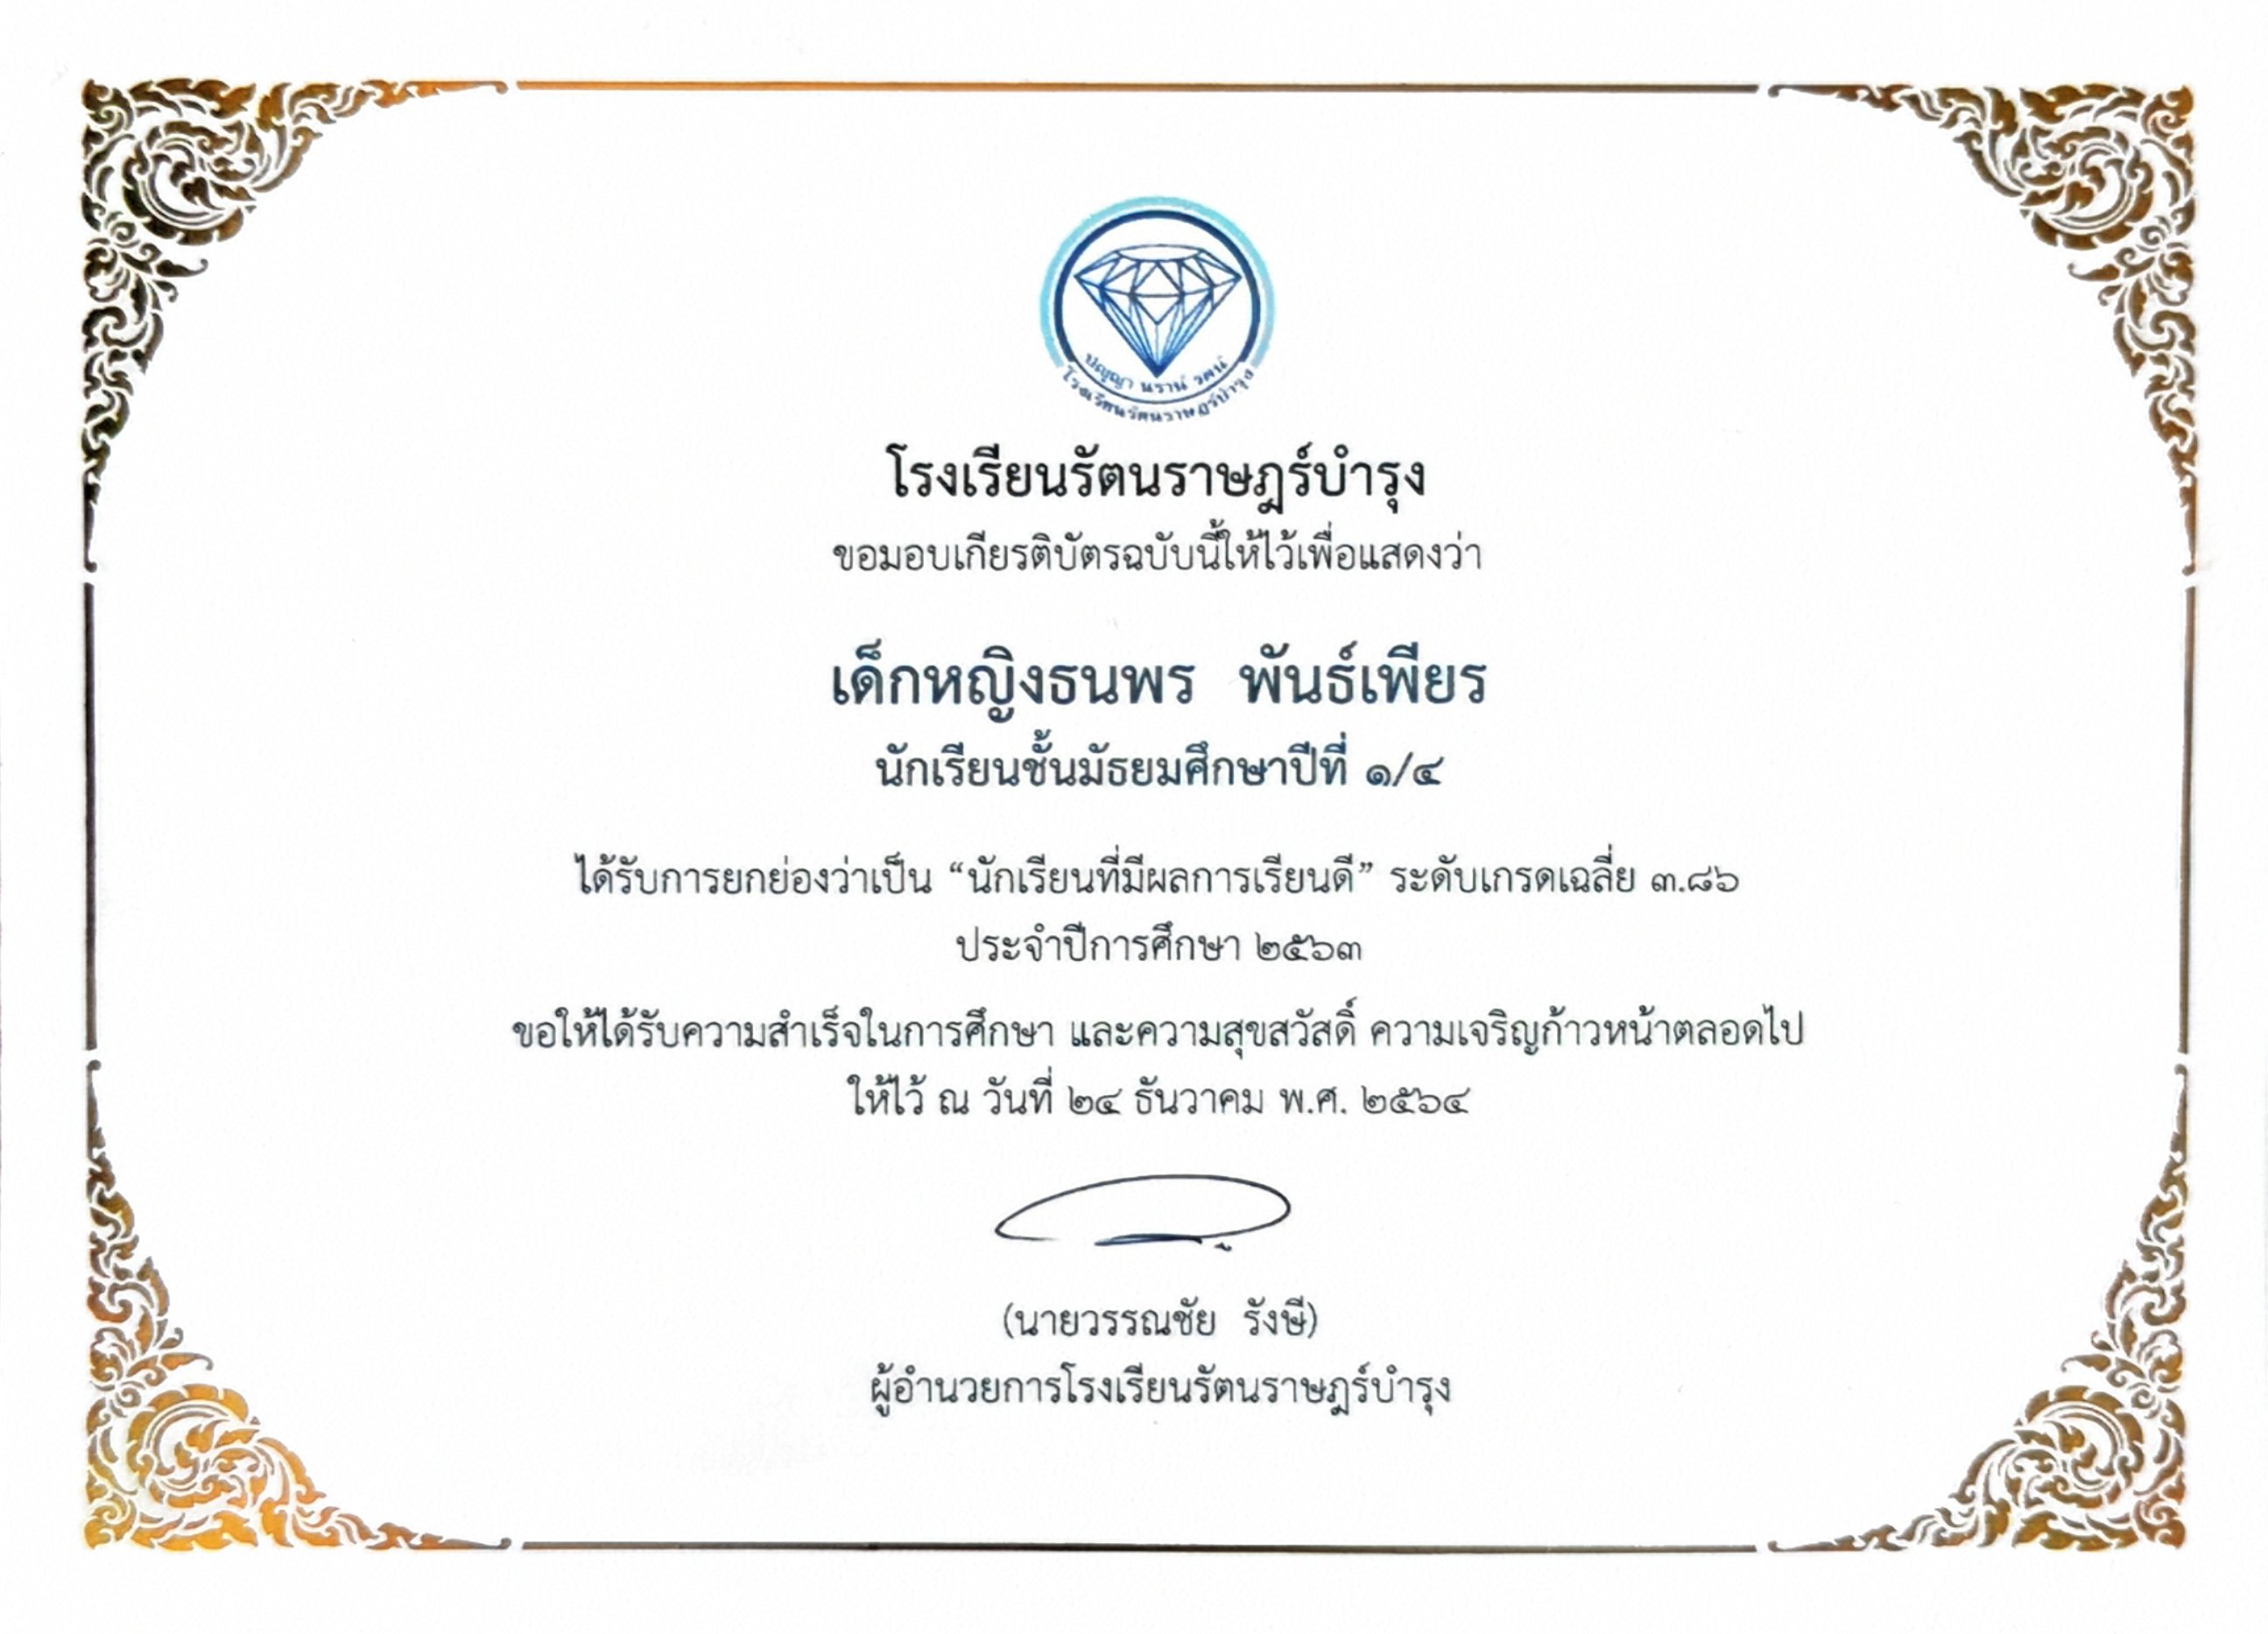 ปัญญา นรานํ รตนํ
โรงเรียนรัตนราษฎร์บำรุง
โรงเรียนรัตนราษฎร์บำรุง
ขอมอบเกียรติบัตรฉบับนี้ให้ไว้เพื่อแสดงว่า
เด็กหญิงธนพร พันธ์เพียร
นักเรียนชั้นมัธยมศึกษาปีที่ ๑/๔
ได้รับการยกย่องว่าเป็น “นักเรียนที่มีผลการเรียนดี” ระดับเกรดเฉลี่ย ๓.๘๖
ประจำปีการศึกษา ๒๕๖๓
ขอให้ได้รับความสำเร็จในการศึกษา และความสุขสวัสดิ์ ความเจริญก้าวหน้าตลอดไป
ให้ไว้ ณ วันที่ ๒๔ ธันวาคม พ.ศ. ๒๕๖๔
(นายวรรณชัย รังษี)
ผู้อำนวยการโรงเรียนรัตนราษฎร์บำรุง